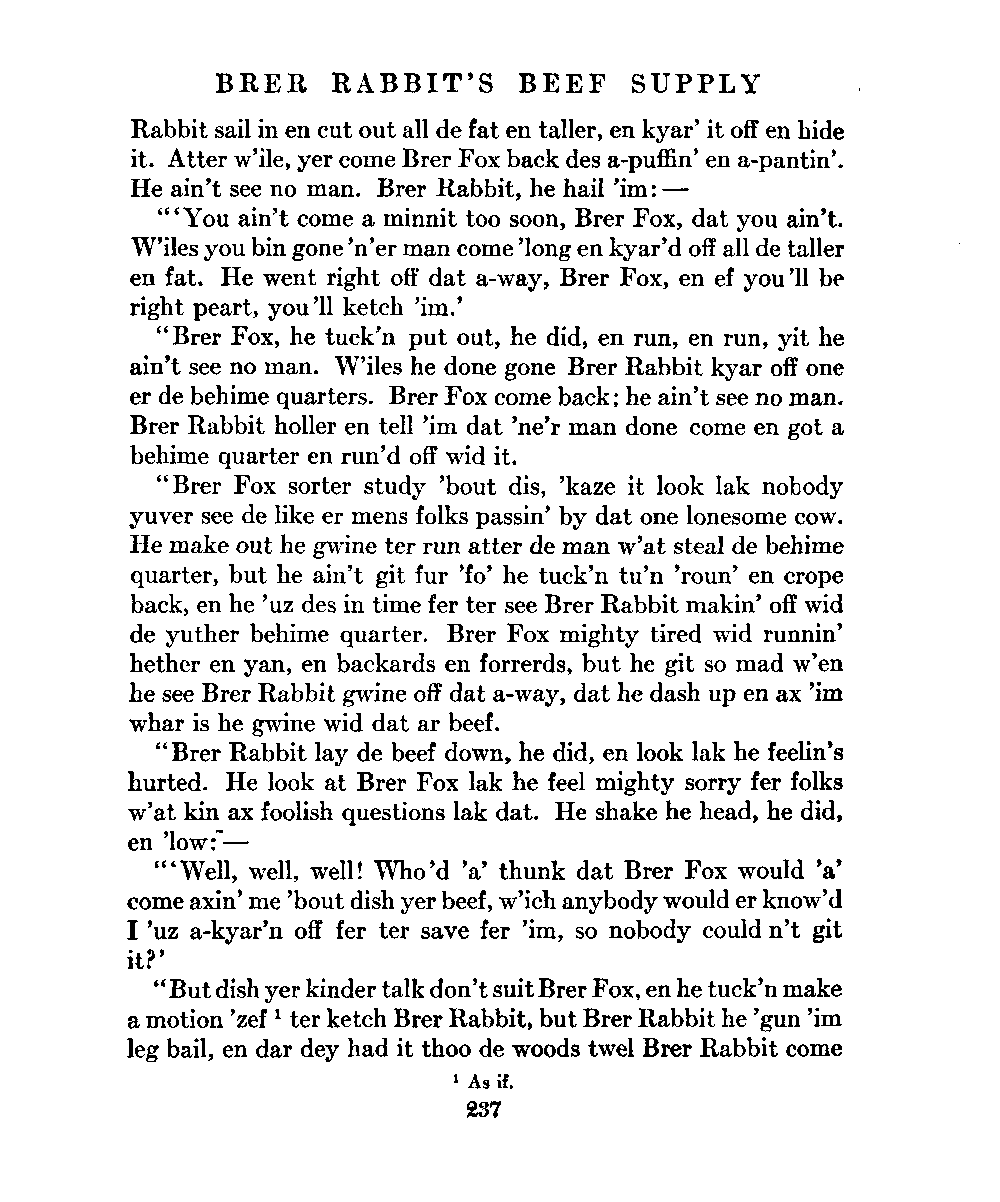 BRER RABBIT'S BEEF SUPPLY
Rabbit sail in en cut out all de fat en taller, en kyar' it off en hide
it. Atter w'ile, yer come Brer Fox back des a-puffin' en a-pantin'.
He ain't see no man. Brer Rabbit, he hail 'im: —
"'You ain't come a minnit too soon, Brer Fox, dat you ain't.
W'iles you bin gone 'n'er man come 'long en kyar'd off all de taller
en fat. He went right off dat a-way, Brer Fox, en ef you 'll be
right peart, you 'll ketch 'im.'
"Brer Fox, he tuck'n put out, he did, en run, en run, yit he
ain't see no man. W'iles he done gone Brer Rabbit kyar off one
er de behime quarters. Brer Fox come back; he ain't see no man.
Brer Rabbit holler en tell 'im dat 'ne'r man done come en got a
behime quarter en run'd off wid it.
"Brer Fox sorter study 'bout dis, 'kaze it look lak nobody
yuver see de like er mens folks passin' by dat one lonesome cow.
He make out he gwine ter run atter de man w'at steal de behime
quarter, but he ain't git fur 'fo' he tuck'n tu'n 'roun' en crope
back, en he 'uz des in time fer ter see Brer Rabbit makin' off wid
de yuther behime quarter. Brer Fox mighty tired wid runnin'
hether en yan, en backards en forrerds, but he git so mad w'en
he see Brer Rabbit gwine off dat a-way, dat he dash up en ax 'im
whar is he gwine wid dat ar beef.
"Brer Rabbit lay de beef down, he did, en look lak he feelin's
hurted. He look at Brer Fox lak he feel mighty sorry fer folks
w'at kin ax foolish questions lak dat. He shake he head, he did,
en 'low: —
"'Well, well, well! Who 'd 'a' thunk dat Brer Fox would 'a'
come axin' me 'bout dish yer beef, w'ich anybody would er know'd
I 'uz a-kyar'n off fer ter save fer 'im, so nobody could n't git
it?'
"But dish yer kinder talk don't suit Brer Fox, en he tuck'n make
a motion 'zef ¹ ter ketch Brer Rabbit, but Brer Rabbit he 'gun 'im
leg bail, en dar dey had it thoo de woods twel Brer Rabbit come
¹ As if.
237